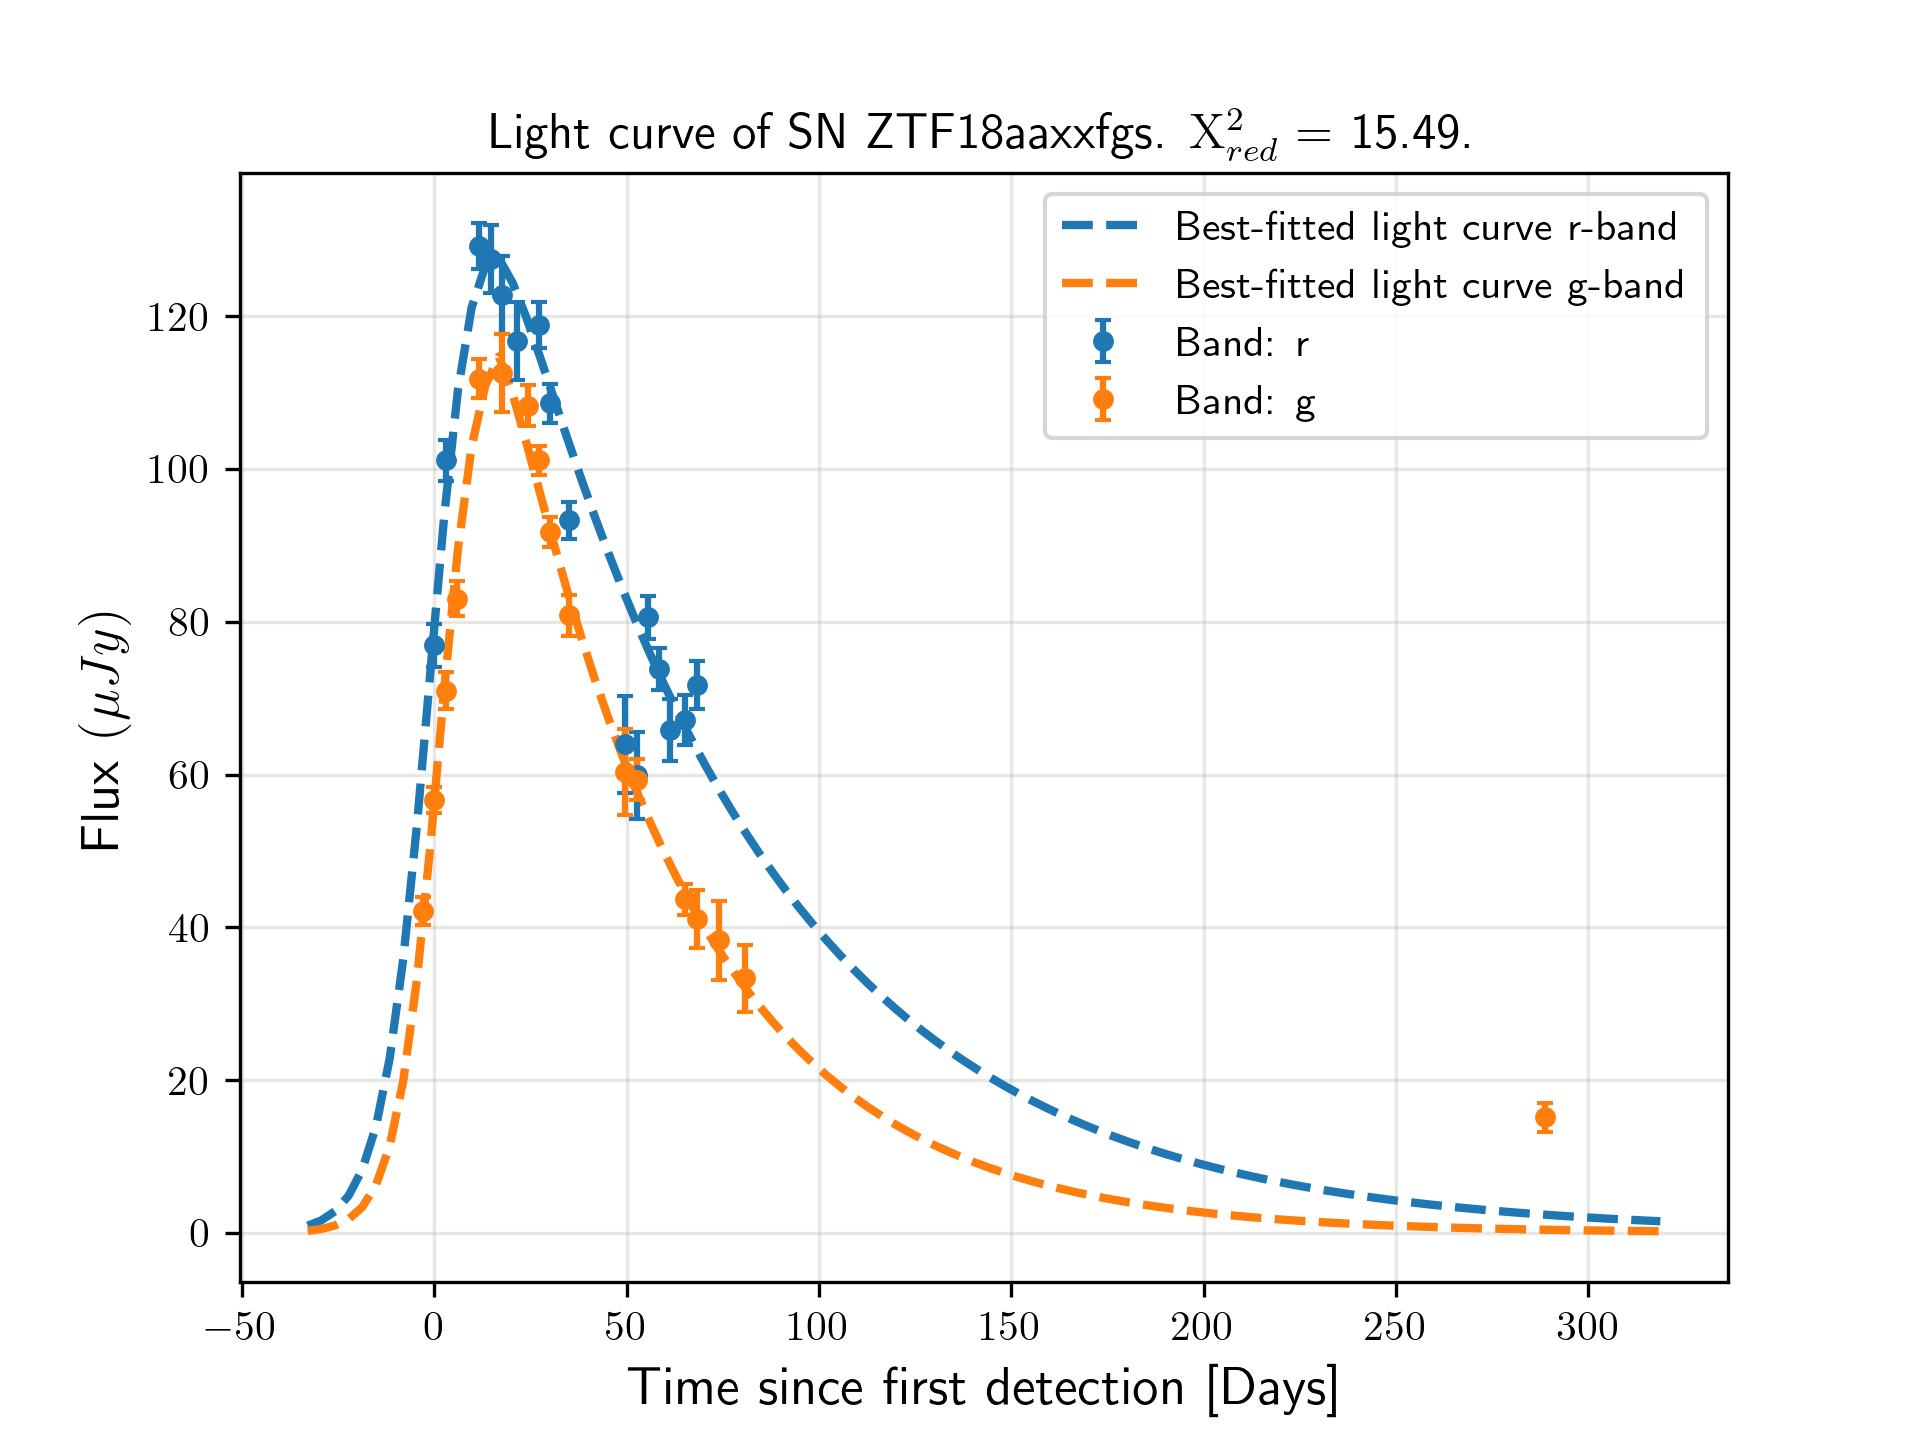 Light curve of SN ZTF18aaxxfgs. X²_red = 15.49.
Best-fitted light curve r-band
Best-fitted light curve g-band
Band: r
Band: g
Flux (μJy)
120
100
80
60
40
20
0
−50 0 50 100 150 200 250 300
Time since first detection [Days]